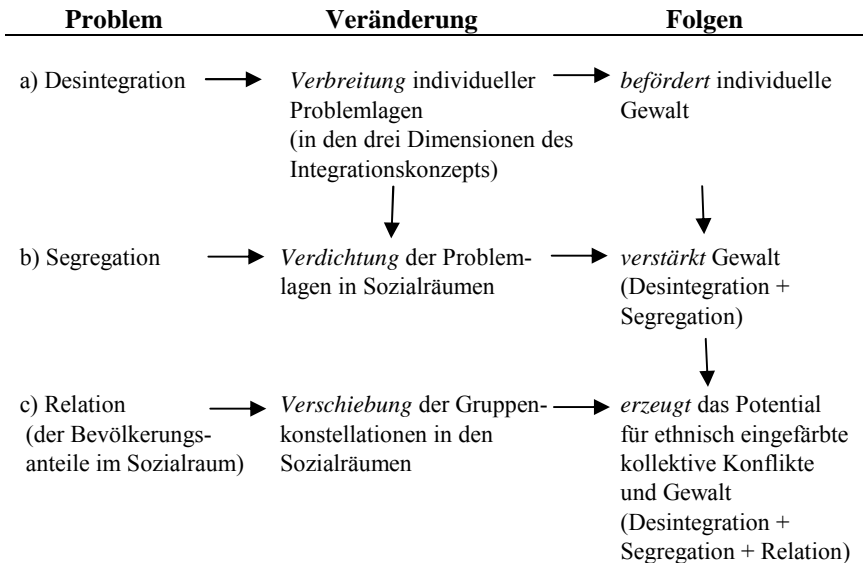 Problem Veränderung Folgen
a) Desintegration Verbreitung individueller befördert individuelle
Problemlagen Gewalt
(in den drei Dimensionen des
Integrationskonzepts)
b) Segregation Verdichtung der Problem- verstärkt Gewalt
lagen in Sozialräumen (Desintegration +
Segregation)
c) Relation Verschiebung der Gruppen- erzeugt das Potential
(der Bevölkerungs- konstellationen in den für ethnisch eingefärbte
anteile im Sozialraum) Sozialräumen kollektive Konflikte
und Gewalt
(Desintegration +
Segregation + Relation)